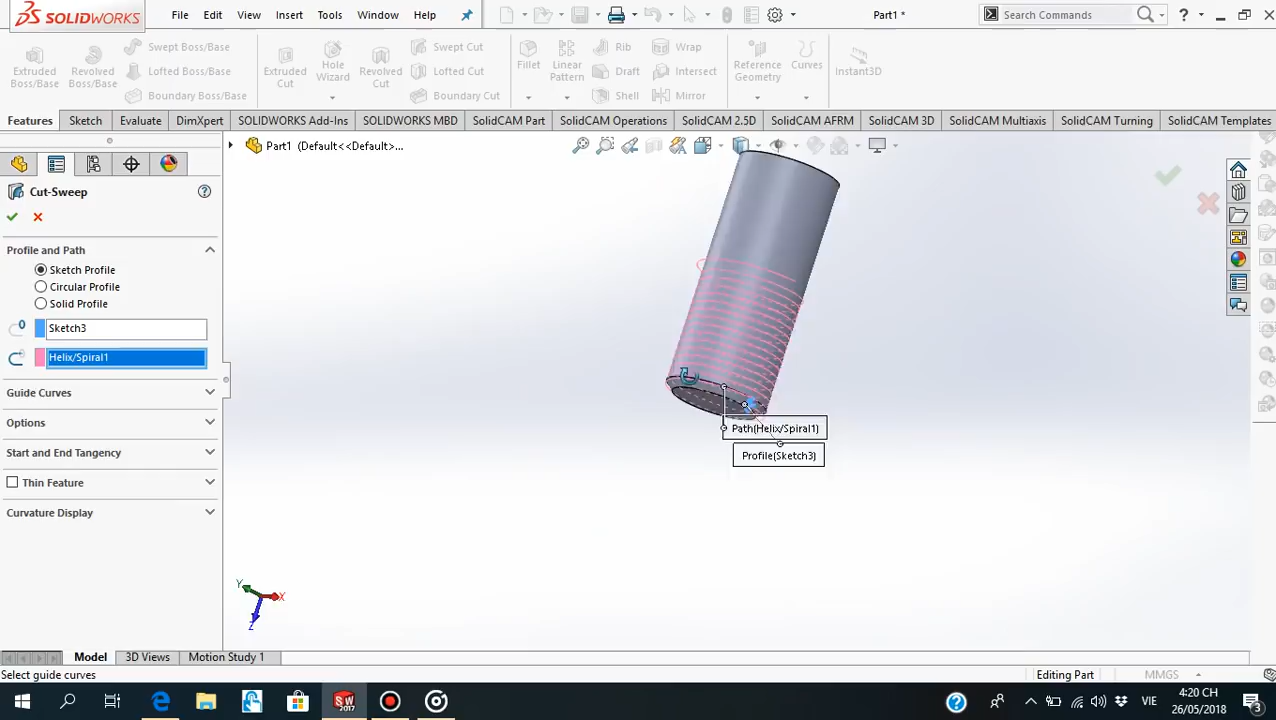 SOLIDWORKS
File Edit View Insert Tools Window Help
Part1 *
Search Commands
Extruded Boss/Base
Revolved Boss/Base
Swept Boss/Base
Lofted Boss/Base
Boundary Boss/Base
Extruded Cut
Hole Wizard
Revolved Cut
Swept Cut
Lofted Cut
Boundary Cut
Fillet
Linear Pattern
Rib
Draft
Shell
Wrap
Intersect
Mirror
Reference Geometry
Curves
Instant3D
Features Sketch Evaluate DimXpert SOLIDWORKS Add-Ins SOLIDWORKS MBD SolidCAM Part SolidCAM Operations SolidCAM 2.5D SolidCAM AFRM SolidCAM 3D SolidCAM Multiaxis SolidCAM Turning SolidCAM Templates
Part1 (Default<<Default>...
Cut-Sweep
Profile and Path
Sketch Profile
Circular Profile
Solid Profile
Sketch3
Helix/Spiral1
Guide Curves
Options
Start and End Tangency
Thin Feature
Curvature Display
Path(Helix/Spiral1)
Profile(Sketch3)
Y
X
Z
Model 3D Views Motion Study 1
Select guide curves
Editing Part
MMGS
SW
2017
VIE
4:20 CH
26/05/2018
3